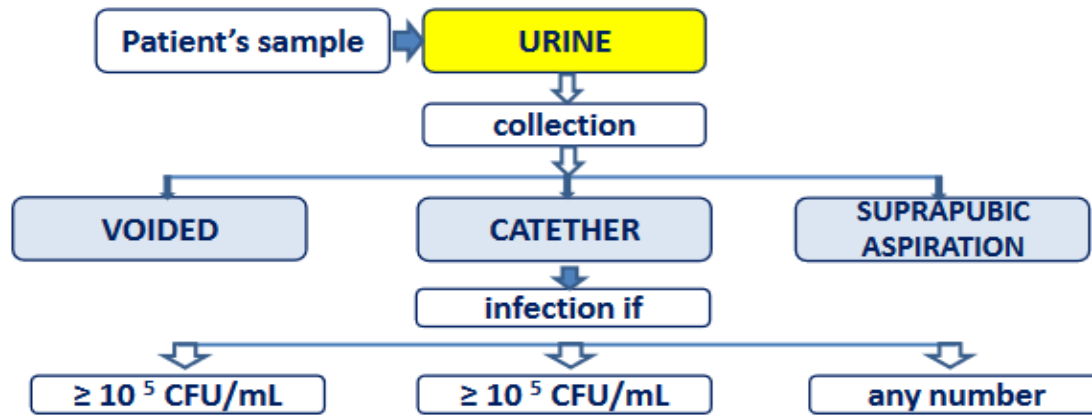 Patient's sample
URINE
collection
VOIDED
CATETHER
SUPRAPUBIC
ASPIRATION
infection if
≥ 10 ⁵ CFU/mL
≥ 10 ⁵ CFU/mL
any number